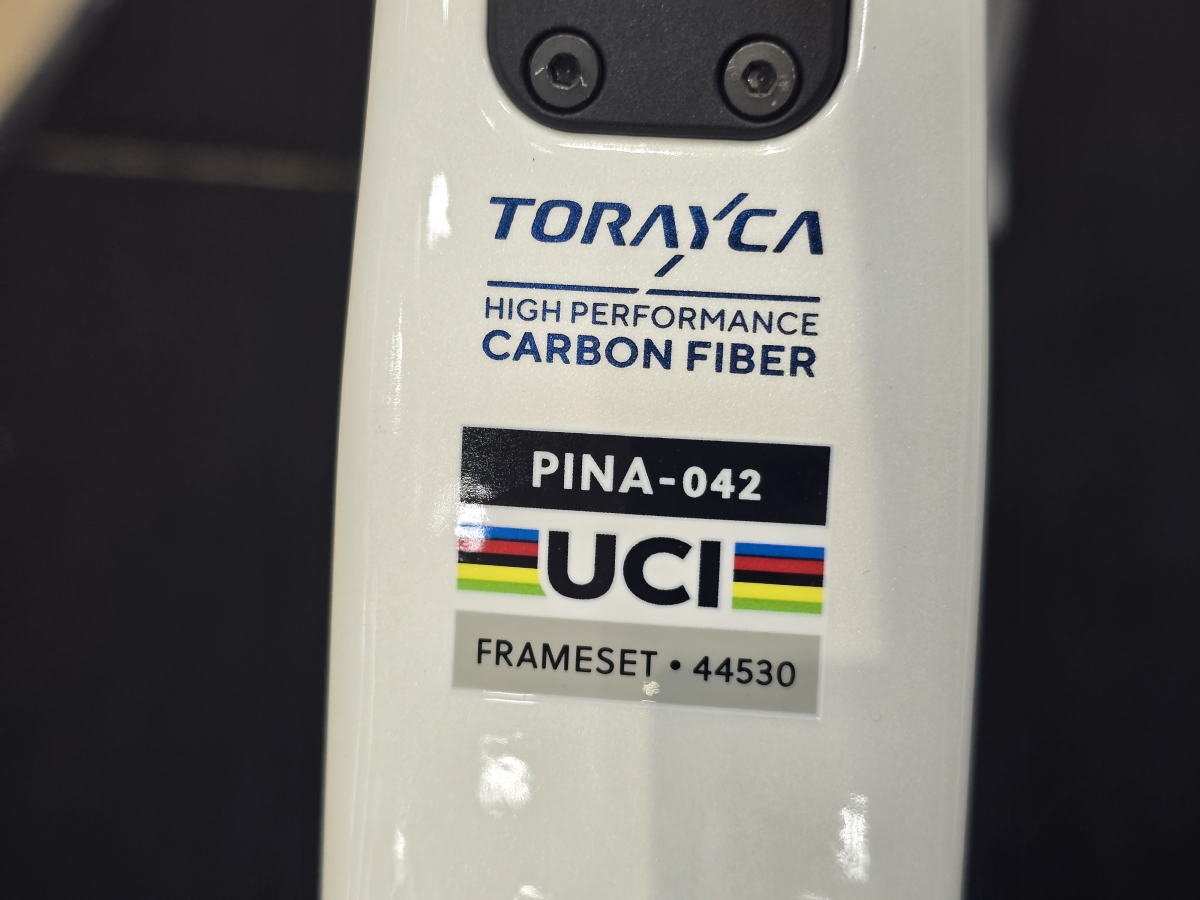 TORAYCA
HIGH PERFORMANCE
CARBON FIBER
PINA-042
UCI
FRAMESET • 44530